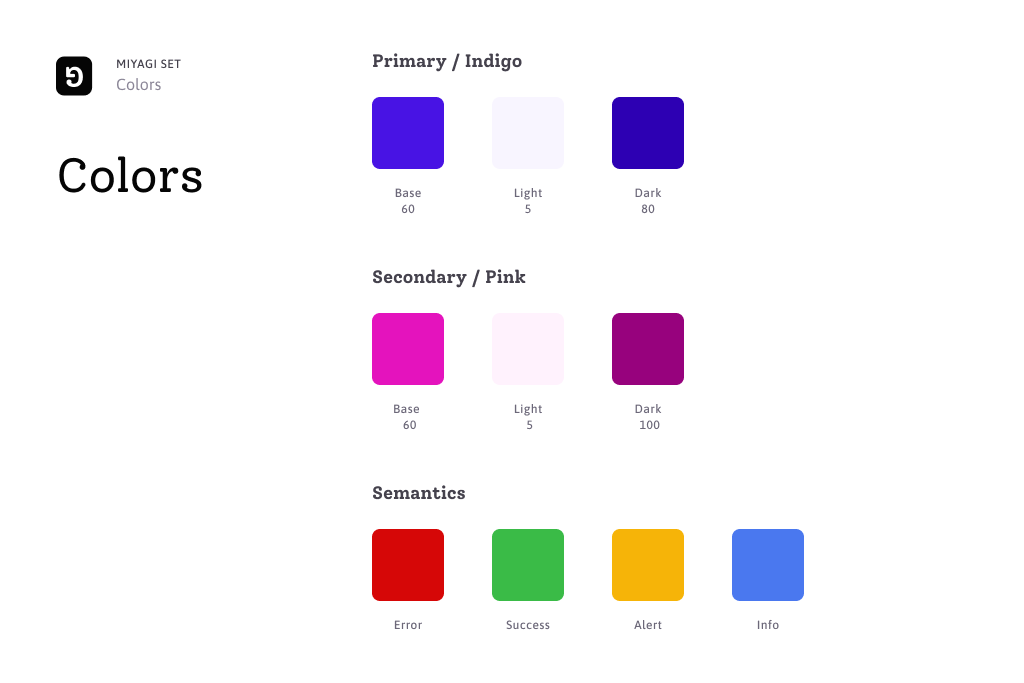 MIYAGI SET
Colors
Colors
Primary / Indigo
Base
60
Light
5
Dark
80
Secondary / Pink
Base
60
Light
5
Dark
100
Semantics
Error
Success
Alert
Info